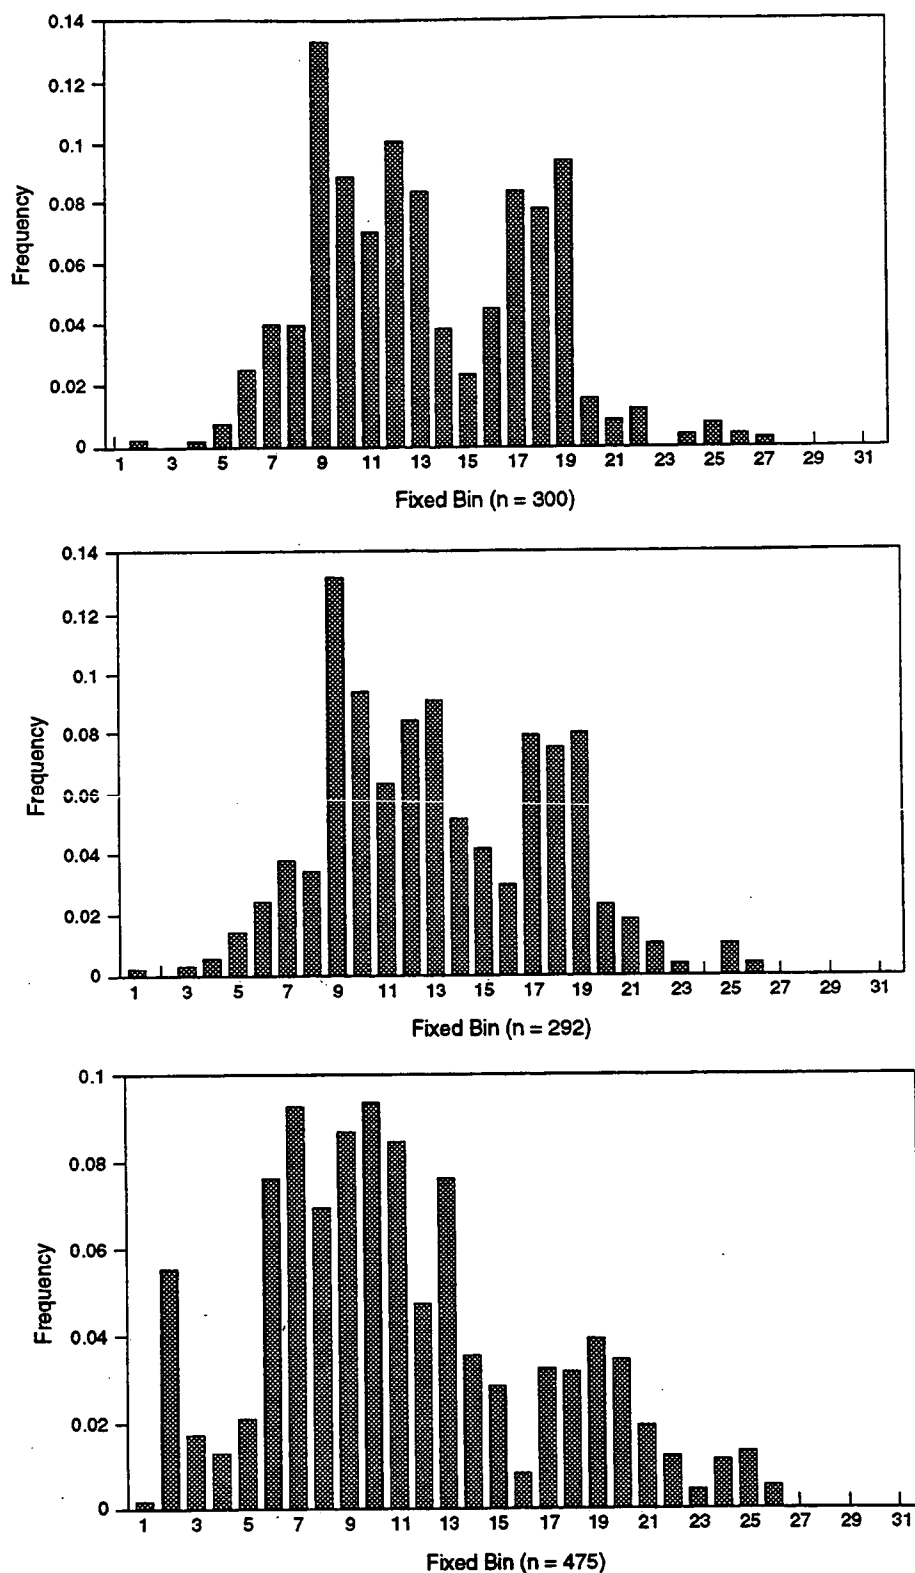 0.14
0.12
0.1
0.08
0.06
0.04
0.02
0
Frequency
1 3 5 7 9 11 13 15 17 19 21 23 25 27 29 31
Fixed Bin (n = 300)
0.14
0.12
0.1
0.08
0.06
0.04
0.02
0
Frequency
1 3 5 7 9 11 13 15 17 19 21 23 25 27 29 31
Fixed Bin (n = 292)
0.1
0.08
0.06
0.04
0.02
0
Frequency
1 3 5 7 9 11 13 15 17 19 21 23 25 27 29 31
Fixed Bin (n = 475)